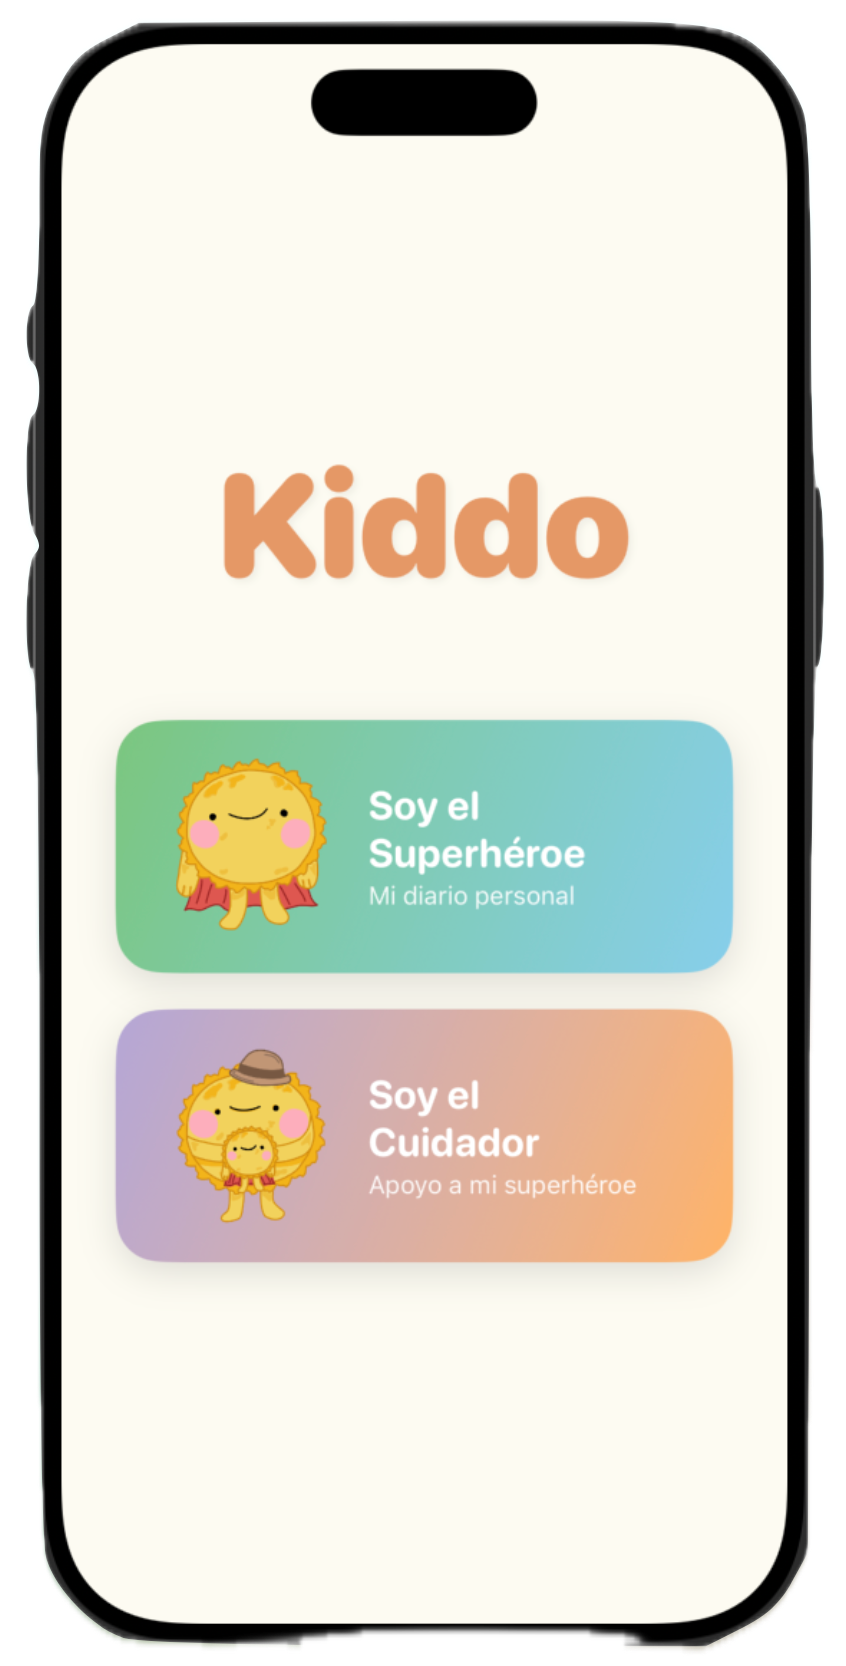 Kiddo
Soy el
Superhéroe
Mi diario personal
Soy el
Cuidador
Apoyo a mi superhéroe